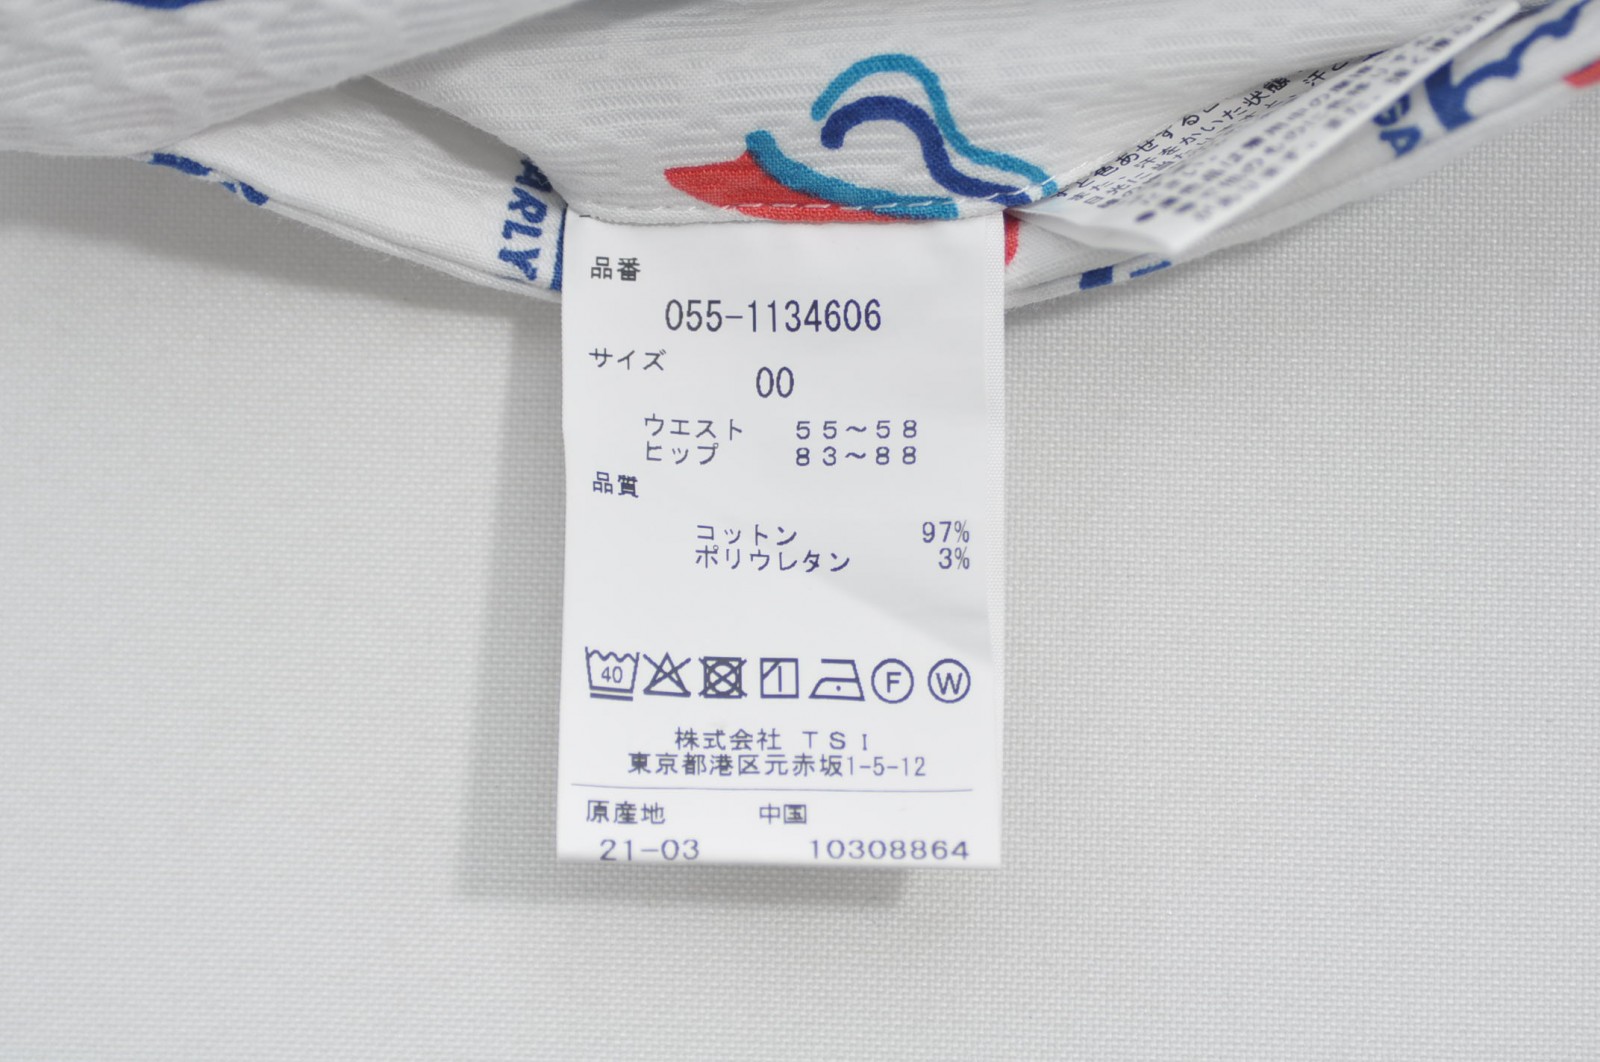 品番
055-1134606
サイズ
00
ウエスト 55~58
ヒップ 83~88
品質
コットン 97%
ポリウレタン 3%
40 F W
株式会社 TSI
東京都港区元赤坂1-5-12
原産地 中国
21-03 10308864
ARLY